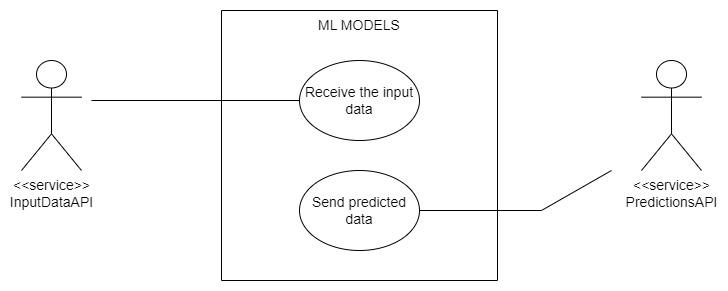 ML MODELS
Receive the input
data
<<service>>
InputDataAPI
Send predicted
data
<<service>>
PredictionsAPI